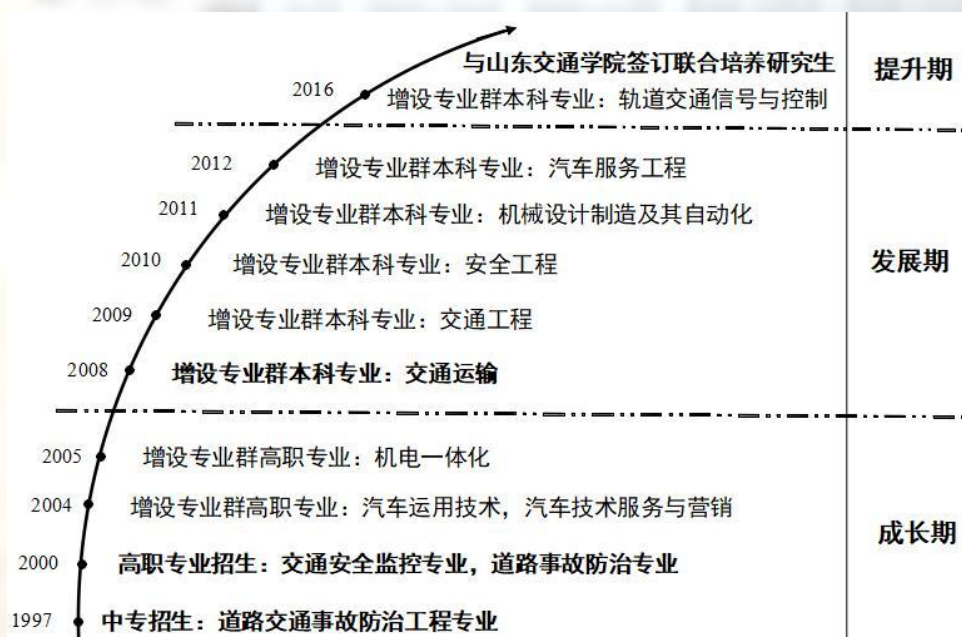 与山东交通学院签订联合培养研究生
提升期
2016
增设专业群本科专业：轨道交通信号与控制
2012
增设专业群本科专业：汽车服务工程
2011
增设专业群本科专业：机械设计制造及其自动化
2010
增设专业群本科专业：安全工程
发展期
2009
增设专业群本科专业：交通工程
2008
增设专业群本科专业：交通运输
2005
增设专业群高职专业：机电一体化
2004
增设专业群高职专业：汽车运用技术，汽车技术服务与营销
成长期
2000
高职专业招生：交通安全监控专业，道路事故防治专业
1997
中专招生：道路交通事故防治工程专业